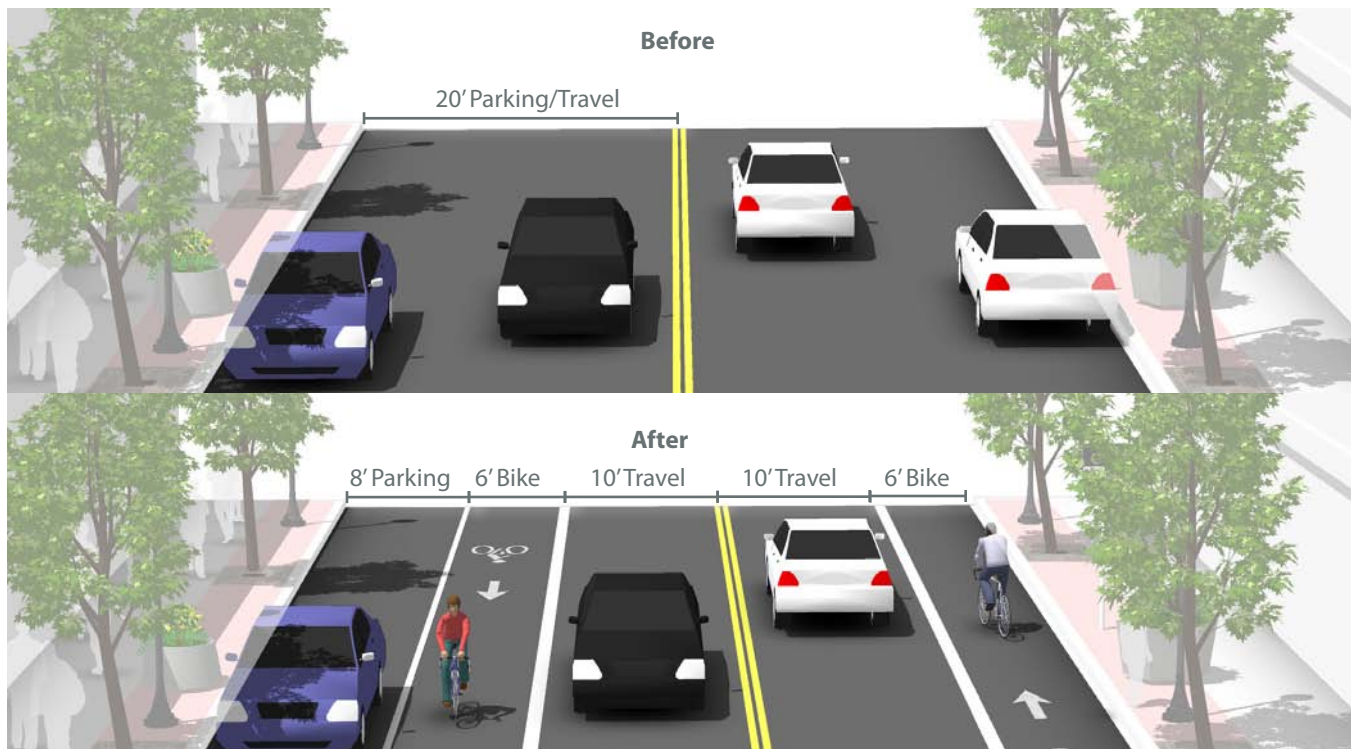 Before
20’ Parking/Travel
After
8’ Parking 6’ Bike 10’ Travel 10’ Travel 6’ Bike